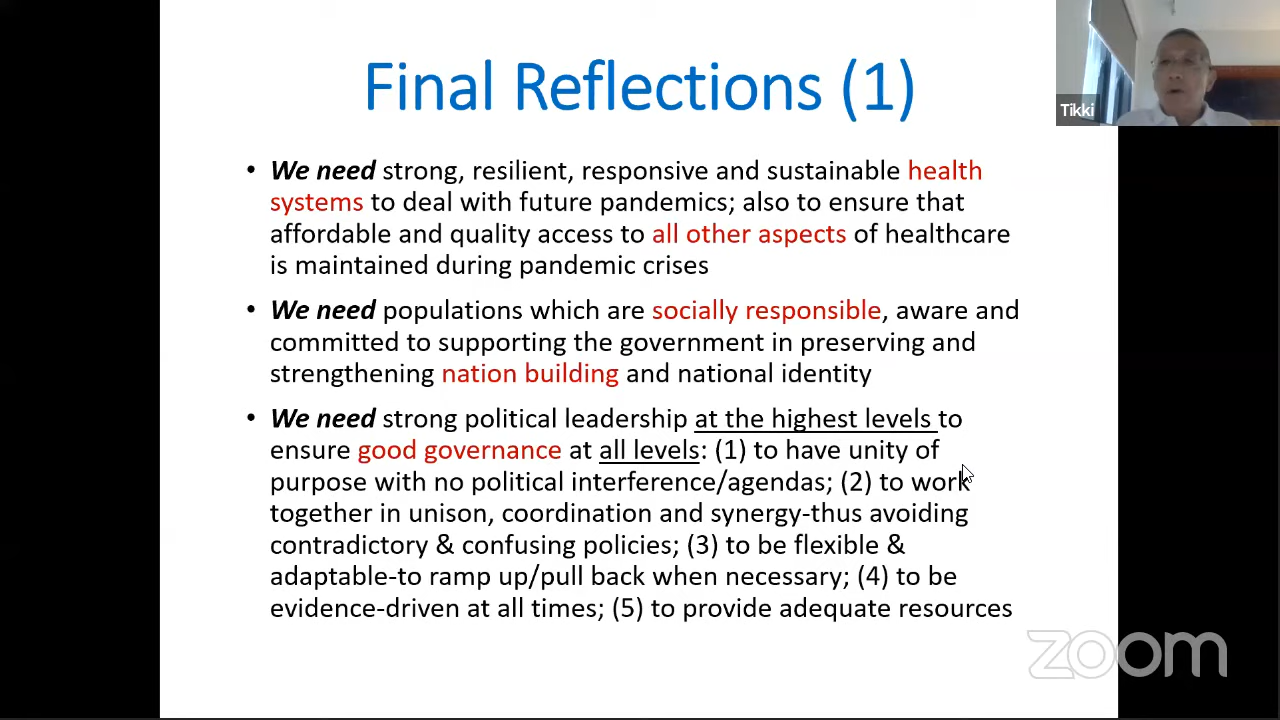 Final Reflections (1)
Tikki
• We need strong, resilient, responsive and sustainable health
systems to deal with future pandemics; also to ensure that
affordable and quality access to all other aspects of healthcare
is maintained during pandemic crises
• We need populations which are socially responsible, aware and
committed to supporting the government in preserving and
strengthening nation building and national identity
• We need strong political leadership at the highest levels to
ensure good governance at all levels: (1) to have unity of
purpose with no political interference/agendas; (2) to work
together in unison, coordination and synergy-thus avoiding
contradictory & confusing policies; (3) to be flexible &
adaptable-to ramp up/pull back when necessary; (4) to be
evidence-driven at all times; (5) to provide adequate resources
zoom